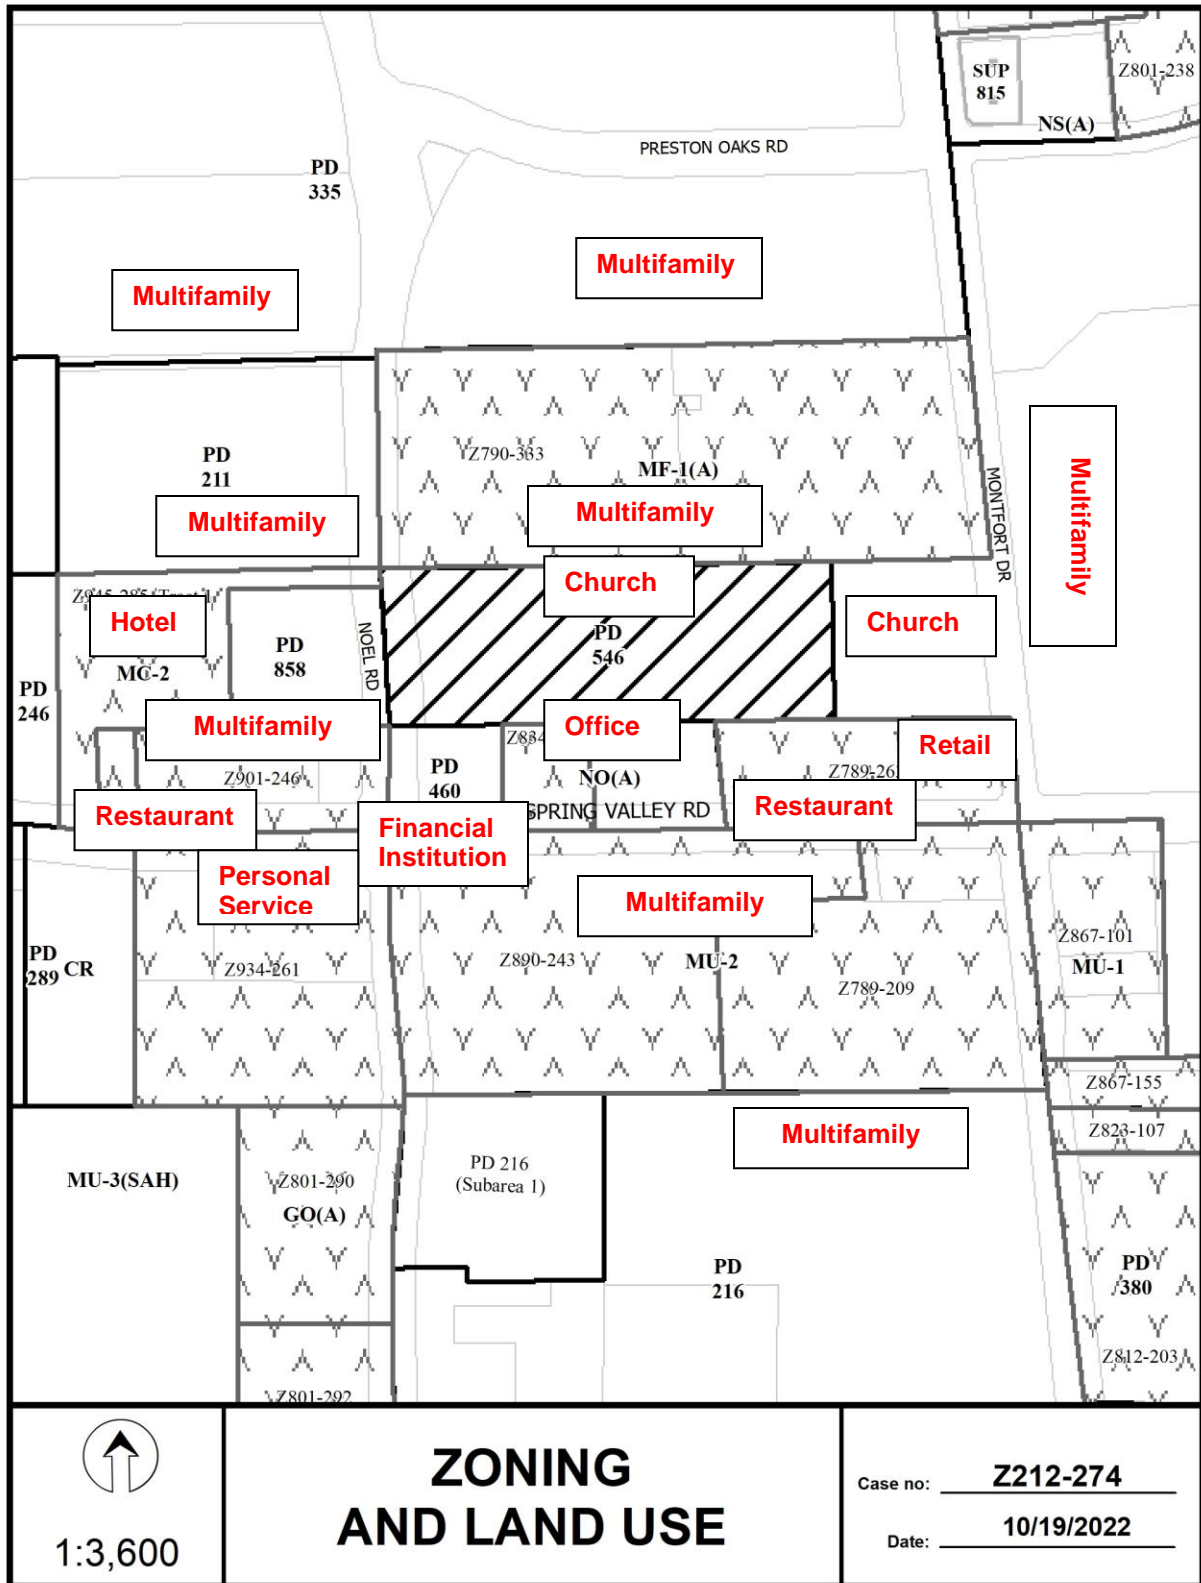 SUP
815
Z801-238
NS(A)
PRESTON OAKS RD
PD
335
Multifamily
Multifamily
Z790-333
MF-1(A)
PD
211
Multifamily
Multifamily
MONTFORT DR
Multifamily
Church
Hotel
MC-2
PD
858
NOEL RD
PD
546
Church
PD
246
Multifamily
Office
Retail
Z901-246
PD
460
NO(A)
Restaurant
SPRING VALLEY RD
Restaurant
Financial
Institution
Personal
Service
Multifamily
PD
289
CR
Z934-261
Z890-243
MU-2
Z789-209
Z867-101
MU-1
Z867-155
Z823-107
Multifamily
MU-3(SAH)
Z801-290
GO(A)
PD 216
(Subarea 1)
PD
216
PD
380
Z812-203
Z801-292
1:3,600
ZONING
AND LAND USE
Case no: Z212-274
Date: 10/19/2022